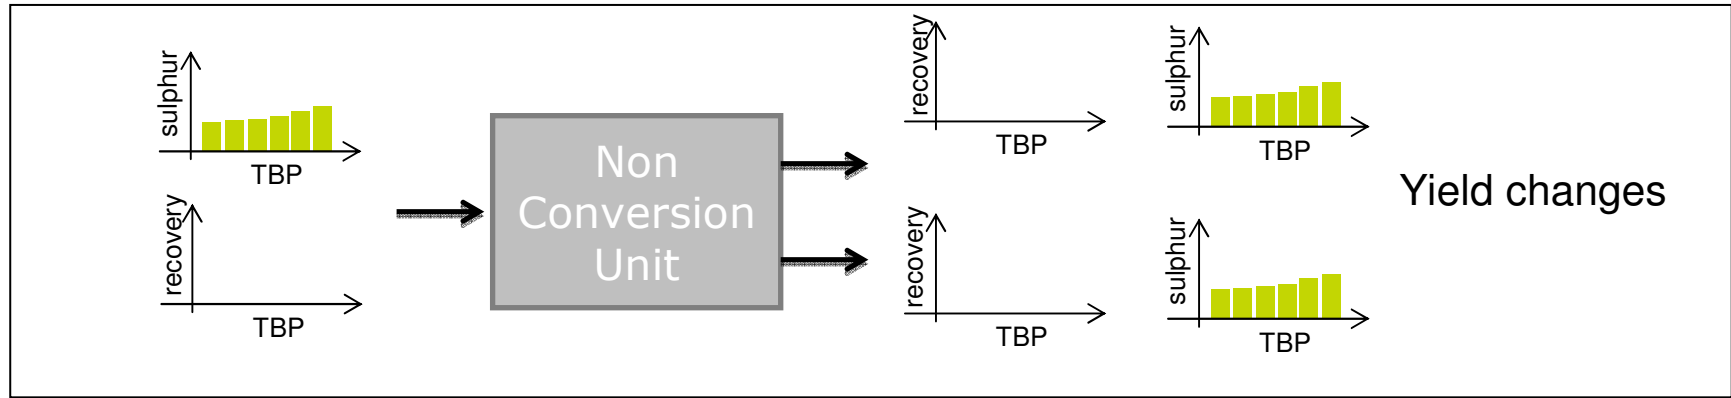 sulphur
TBP
recovery
TBP
Non
Conversion
Unit
recovery
TBP
sulphur
TBP
recovery
TBP
sulphur
TBP
Yield changes